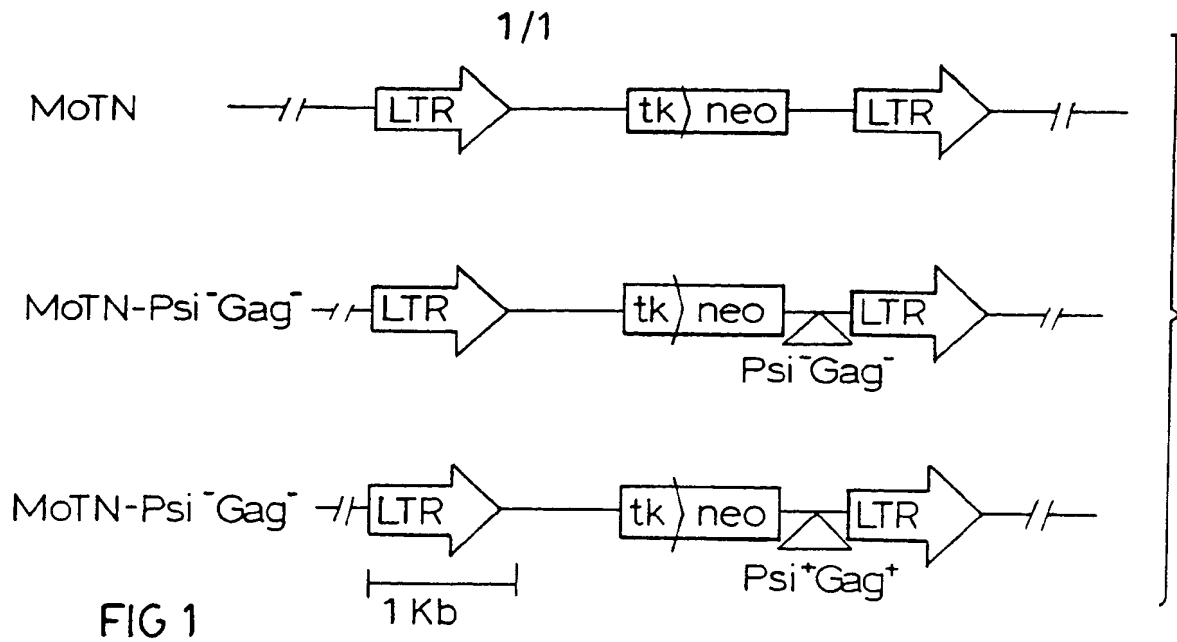 1/1
MoTN LTR tk neo LTR
MoTN-Psi⁻Gag⁻ LTR tk neo LTR
Psi⁻Gag⁻
MoTN-Psi⁻Gag⁻ LTR tk neo LTR
Psi⁺Gag⁺
1 Kb
FIG 1